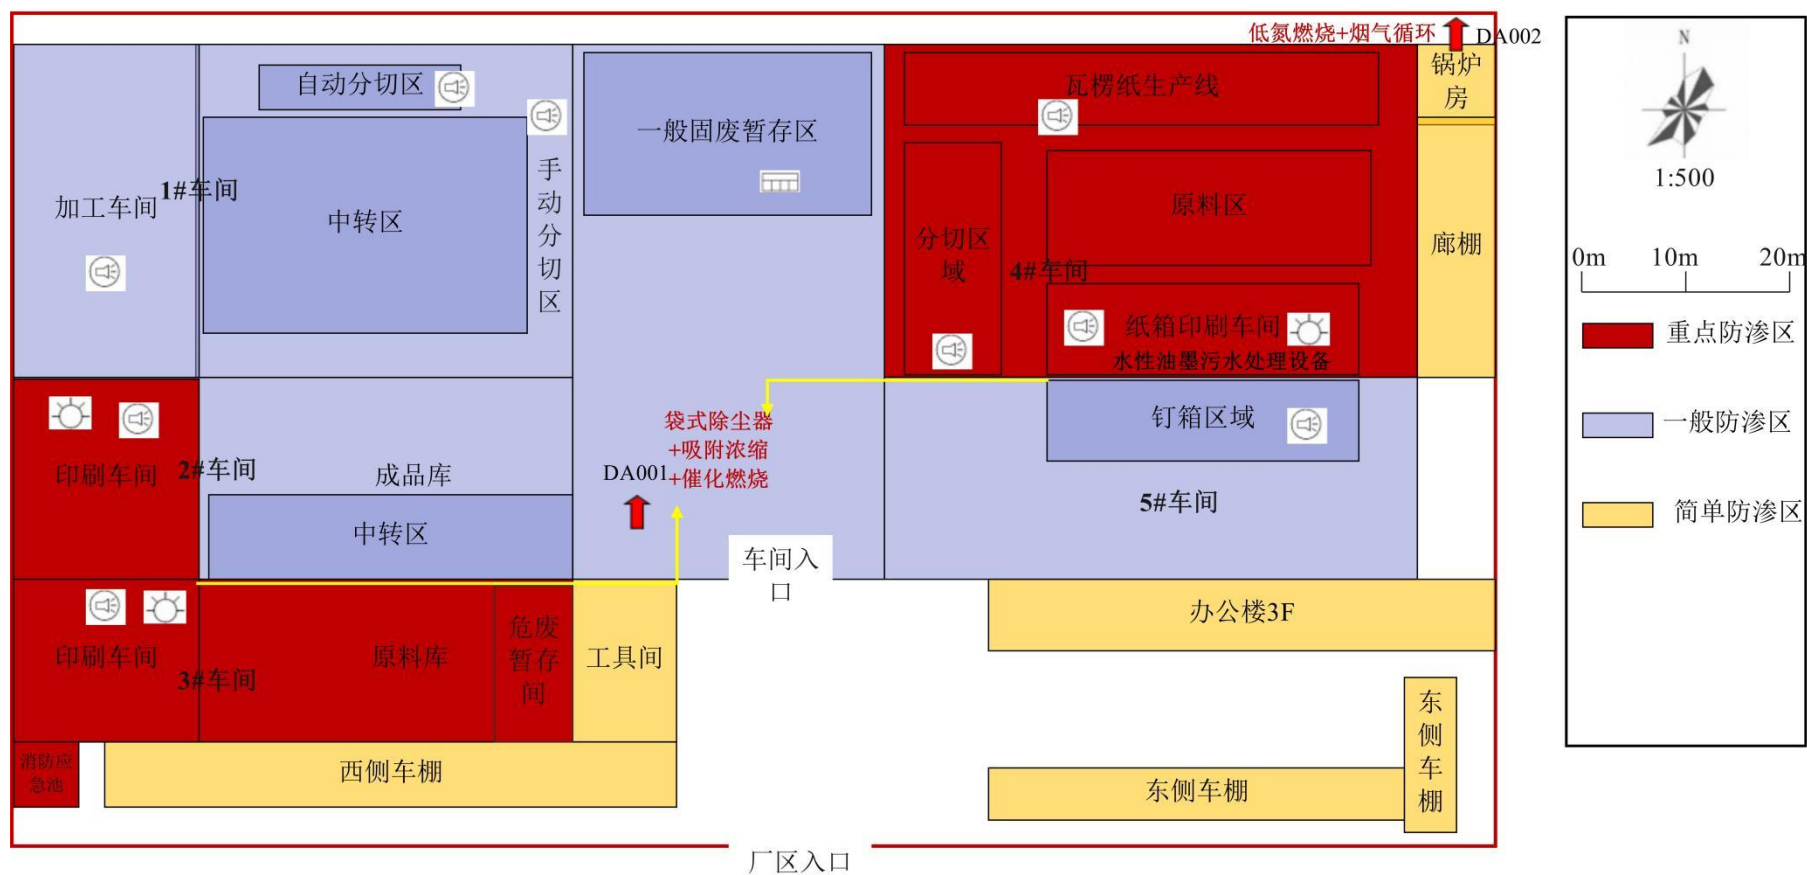 低氮燃烧+烟气循环
DA002
N
1:500
0m
10m
20m
重点防渗区
一般防渗区
简单防渗区
自动分切区
一般固废暂存区
瓦楞纸生产线
锅炉
房
加工车间
1#车间
中转区
手
动
分
切
区
分切区
域
原料区
4#车间
廊棚
纸箱印刷车间
水性油墨污水处理设备
印刷车间
2#车间
成品库
中转区
袋式除尘器
+吸附浓缩
+催化燃烧
DA001
钉箱区域
5#车间
车间入
口
印刷车间
3#车间
原料库
危废
暂存
间
工具间
办公楼3F
消防应
急池
西侧车棚
东侧车棚
东
侧
车
棚
厂区入口